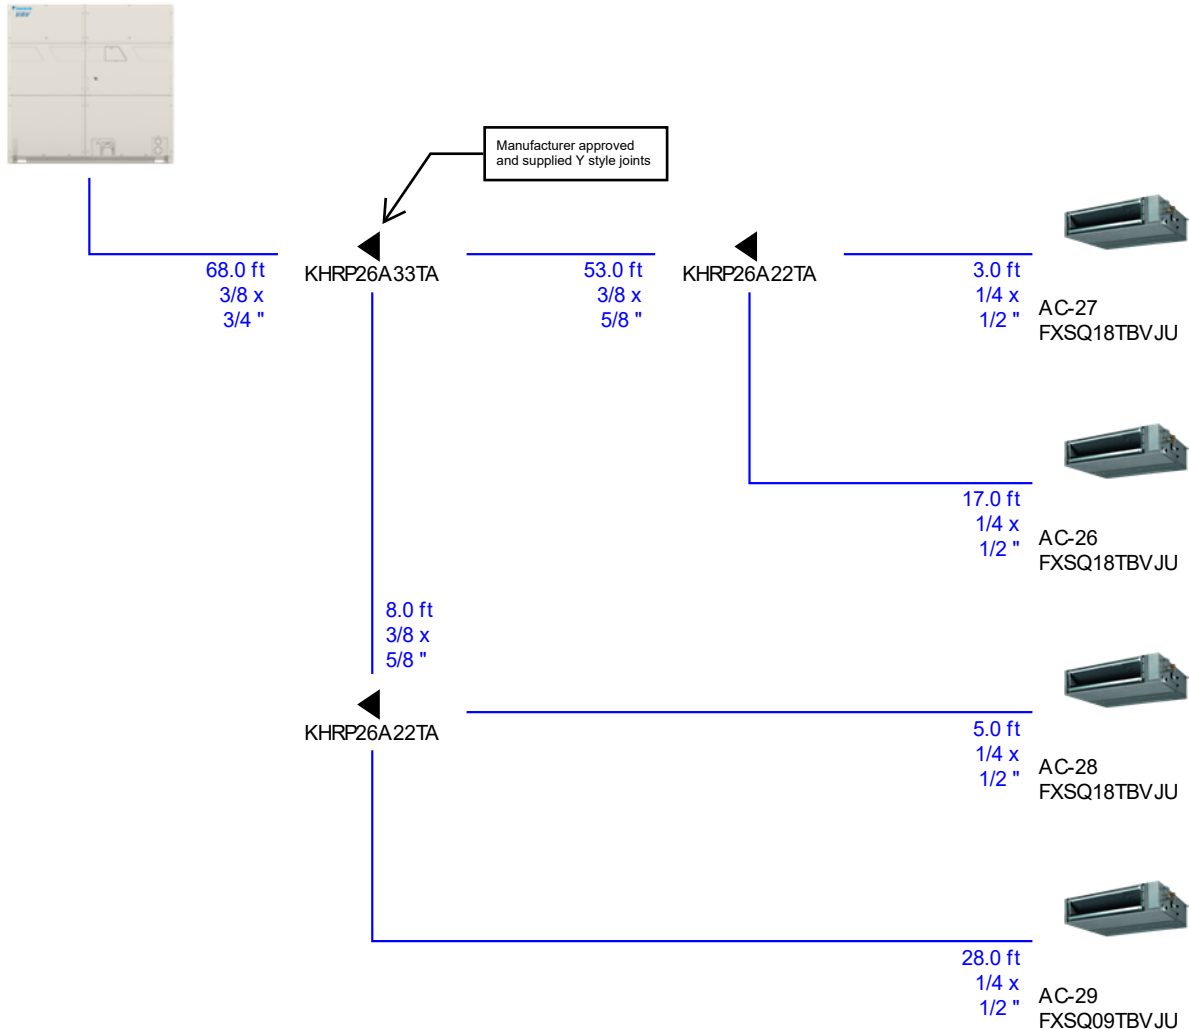 Manufacturer approved
and supplied Y style joints
KHRP26A33TA
KHRP26A22TA
68.0 ft
3/8 x
3/4 "
53.0 ft
3/8 x
5/8 "
3.0 ft
1/4 x
1/2 "
AC-27
FXSQ18TBVJU
17.0 ft
1/4 x
1/2 "
AC-26
FXSQ18TBVJU
8.0 ft
3/8 x
5/8 "
KHRP26A22TA
5.0 ft
1/4 x
1/2 "
AC-28
FXSQ18TBVJU
28.0 ft
1/4 x
1/2 "
AC-29
FXSQ09TBVJU